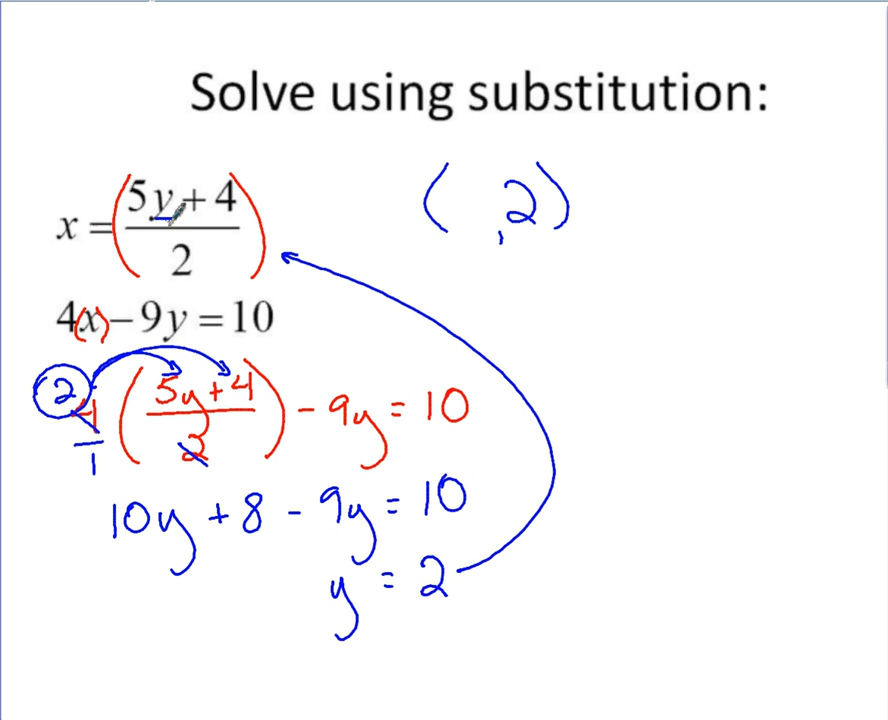 Solve using substitution:
x = (5y + 4 / 2)
( , 2)
4(x) − 9y = 10
2
4/1 (5y + 4 / 2) - 9y = 10
10y + 8 - 9y = 10
y = 2